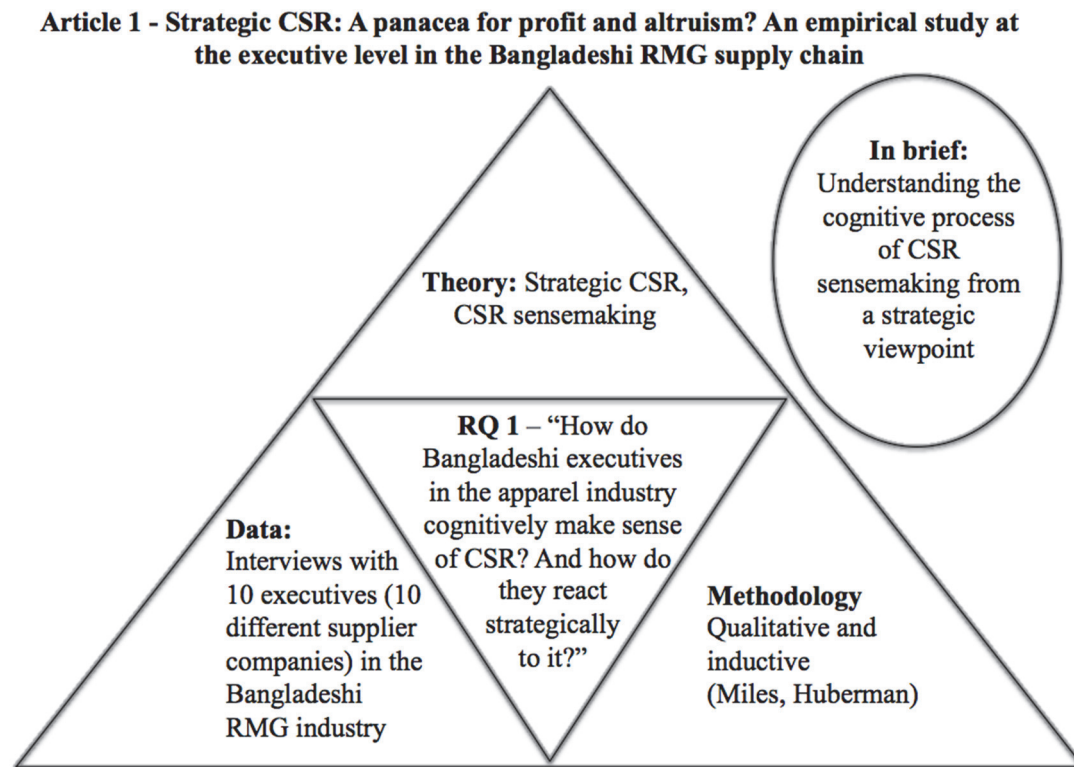 Article 1 - Strategic CSR: A panacea for profit and altruism? An empirical study at
the executive level in the Bangladeshi RMG supply chain
In brief:
Understanding the
cognitive process
of CSR
sensemaking from
a strategic
viewpoint
Theory: Strategic CSR,
CSR sensemaking
RQ 1 – “How do
Bangladeshi executives
in the apparel industry
cognitively make sense
of CSR? And how do
they react
strategically
to it?”
Data:
Interviews with
10 executives (10
different supplier
companies) in the
Bangladeshi
RMG industry
Methodology
Qualitative and
inductive
(Miles, Huberman)